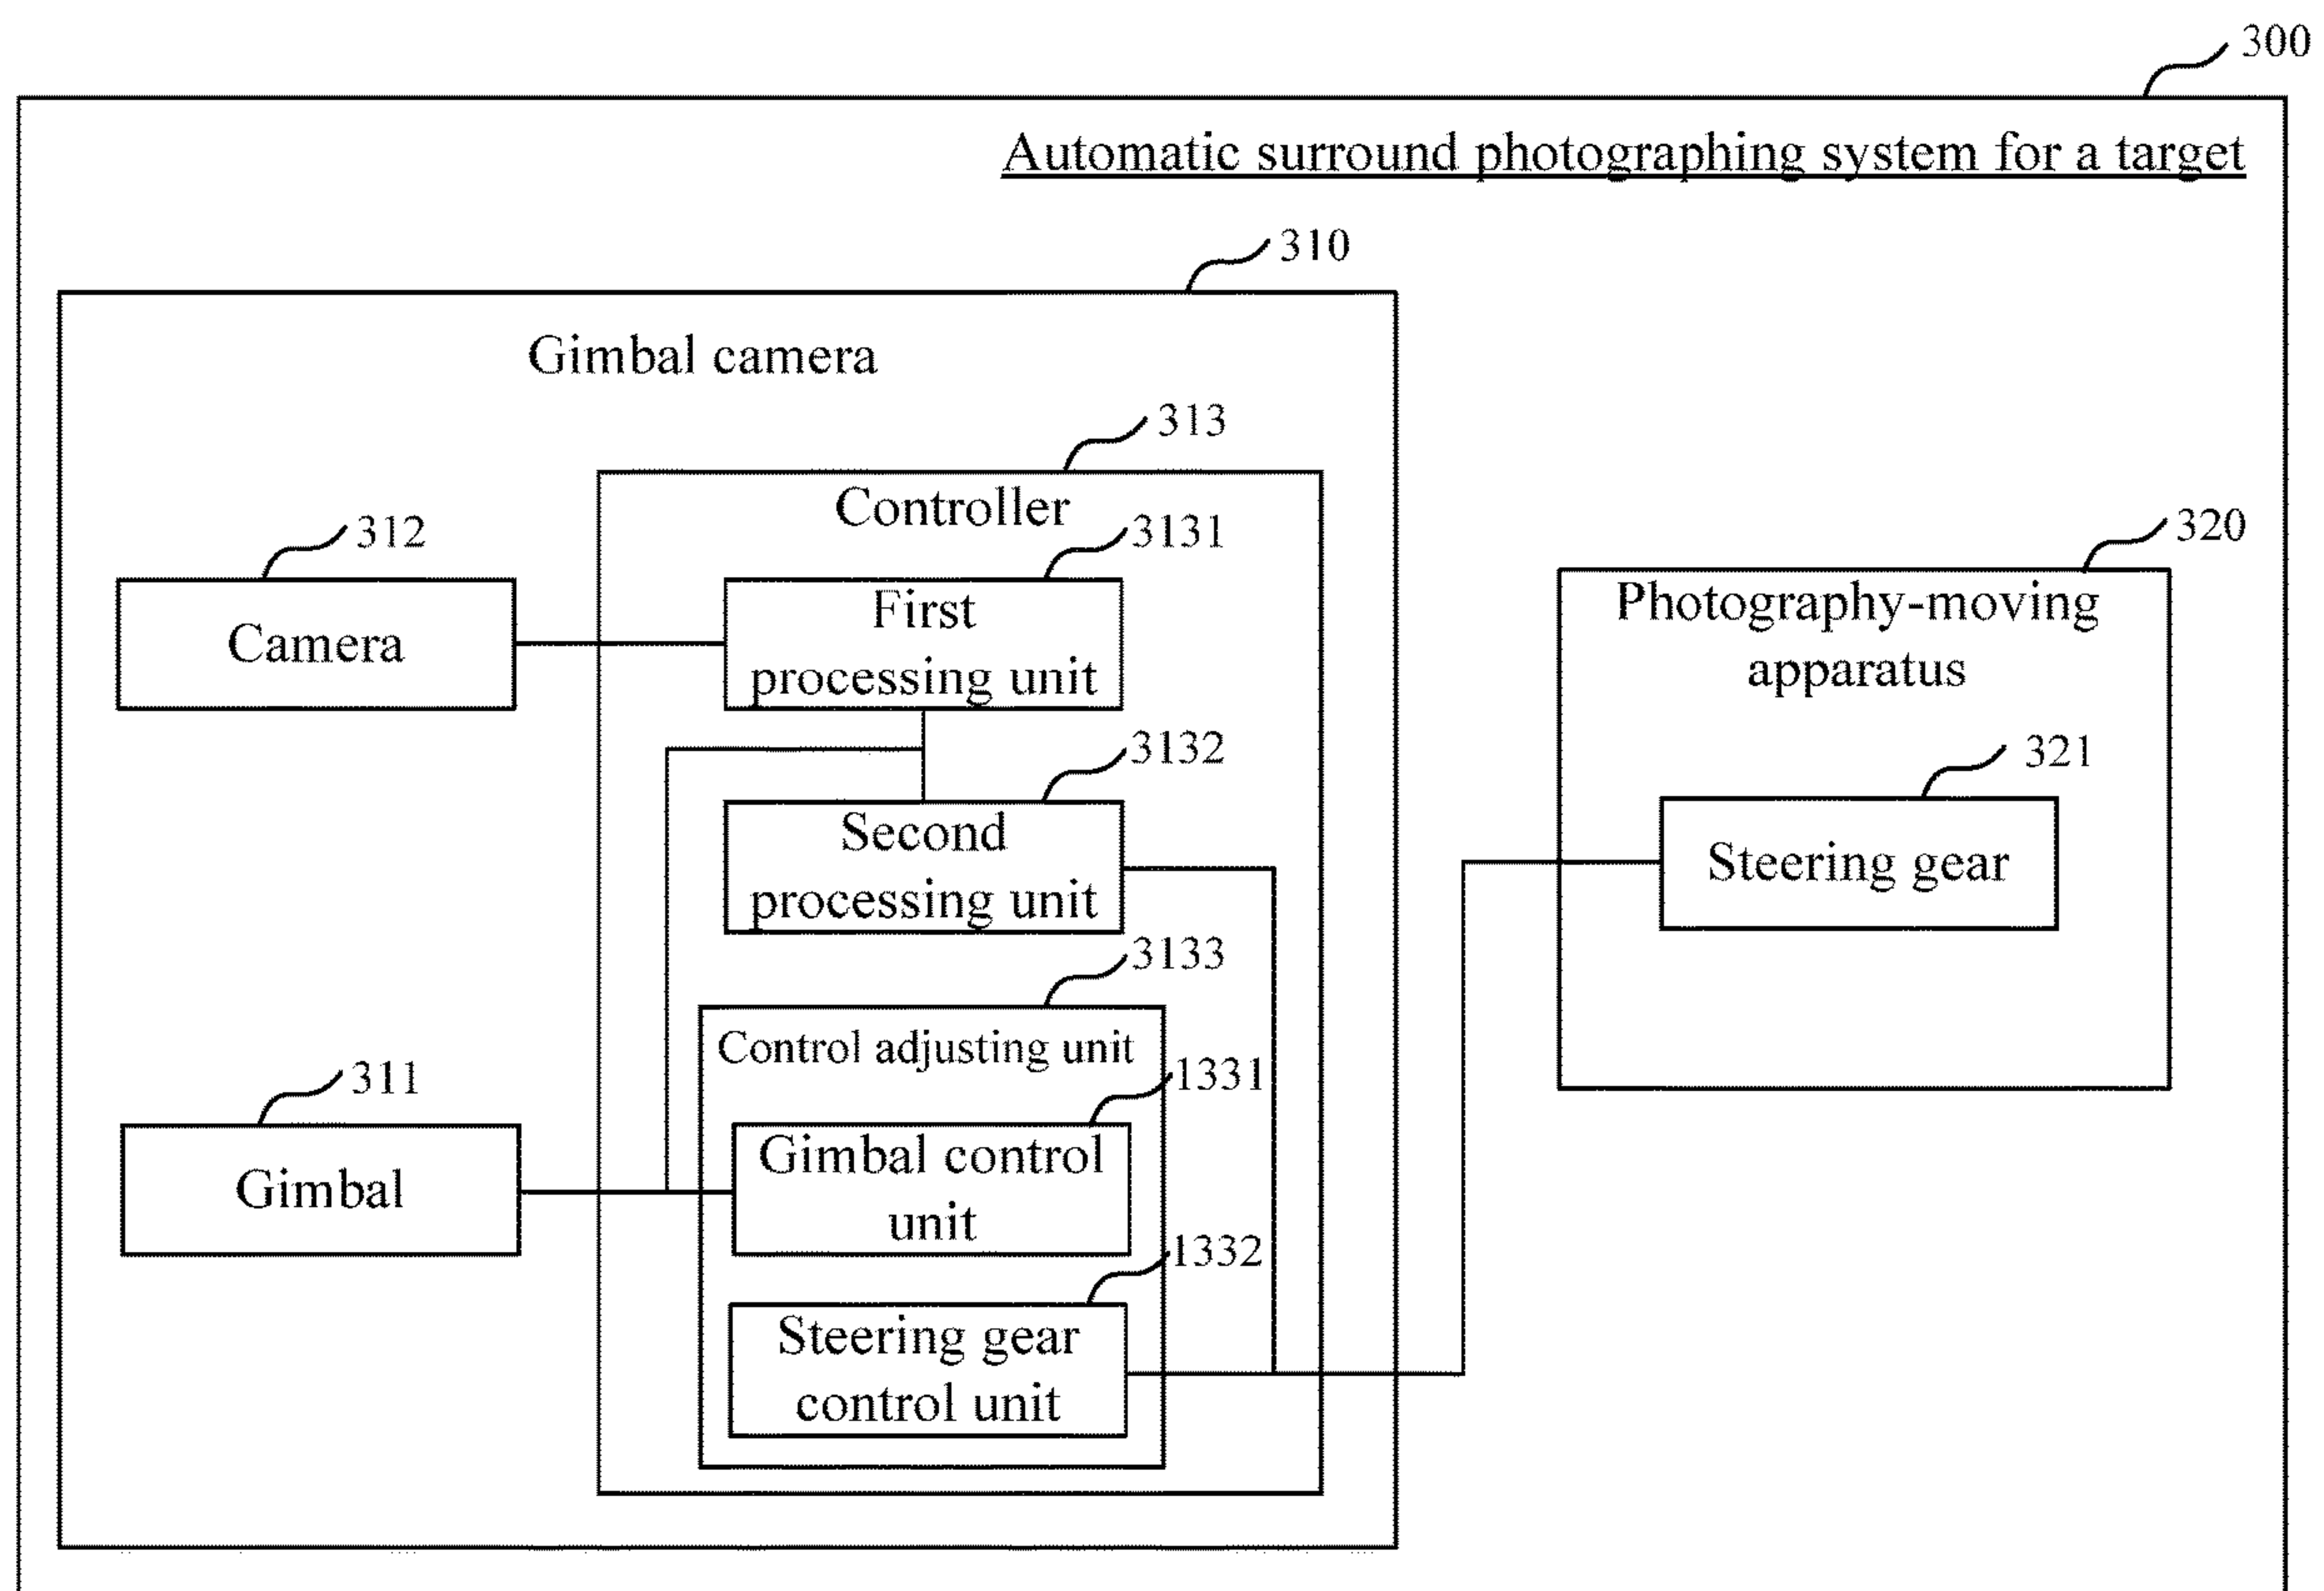 300
Automatic surround photographing system for a target
310
Gimbal camera
313
Controller
312
3131
Camera
First
processing unit
3132
Second
processing unit
3133
Control adjusting unit
311
1331
Gimbal
Gimbal control
unit
1332
Steering gear
control unit
320
Photography-moving
apparatus
321
Steering gear